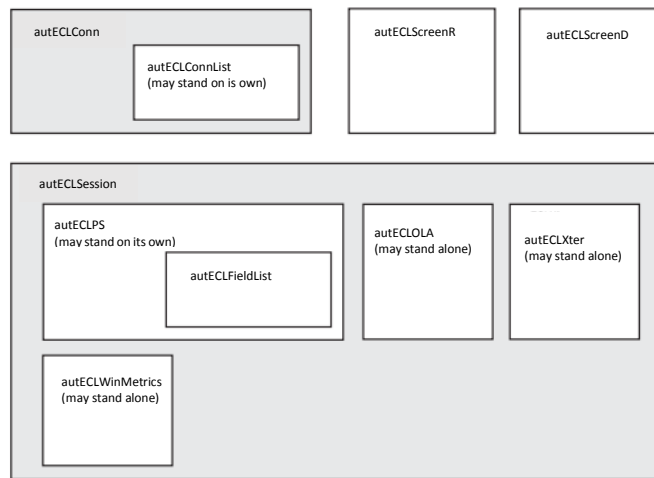 autECLConn
autECLConnList
(may stand on is own)
autECLScreenR
autECLScreenD
autECLSession
autECLPS
(may stand on its own)
autECLFieldList
autECLOLA
(may stand alone)
autECLXter
(may stand alone)
autECLWinMetrics
(may stand alone)